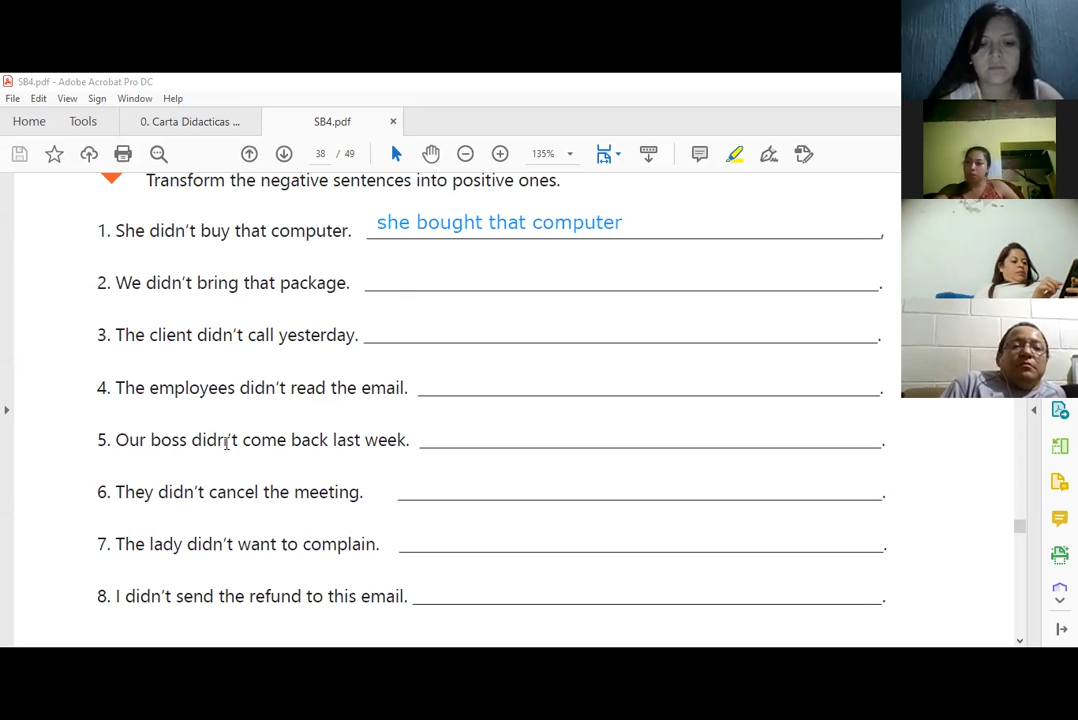 SB4.pdf - Adobe Acrobat Pro DC
File Edit View Sign Window Help
Home Tools 0. Carta Didacticas ... SB4.pdf ×
38 / 49 135%
Transform the negative sentences into positive ones.
1. She didn't buy that computer. she bought that computer
2. We didn't bring that package. .
3. The client didn't call yesterday. .
4. The employees didn't read the email. .
5. Our boss didn't come back last week. .
6. They didn't cancel the meeting. .
7. The lady didn't want to complain. .
8. I didn't send the refund to this email. .